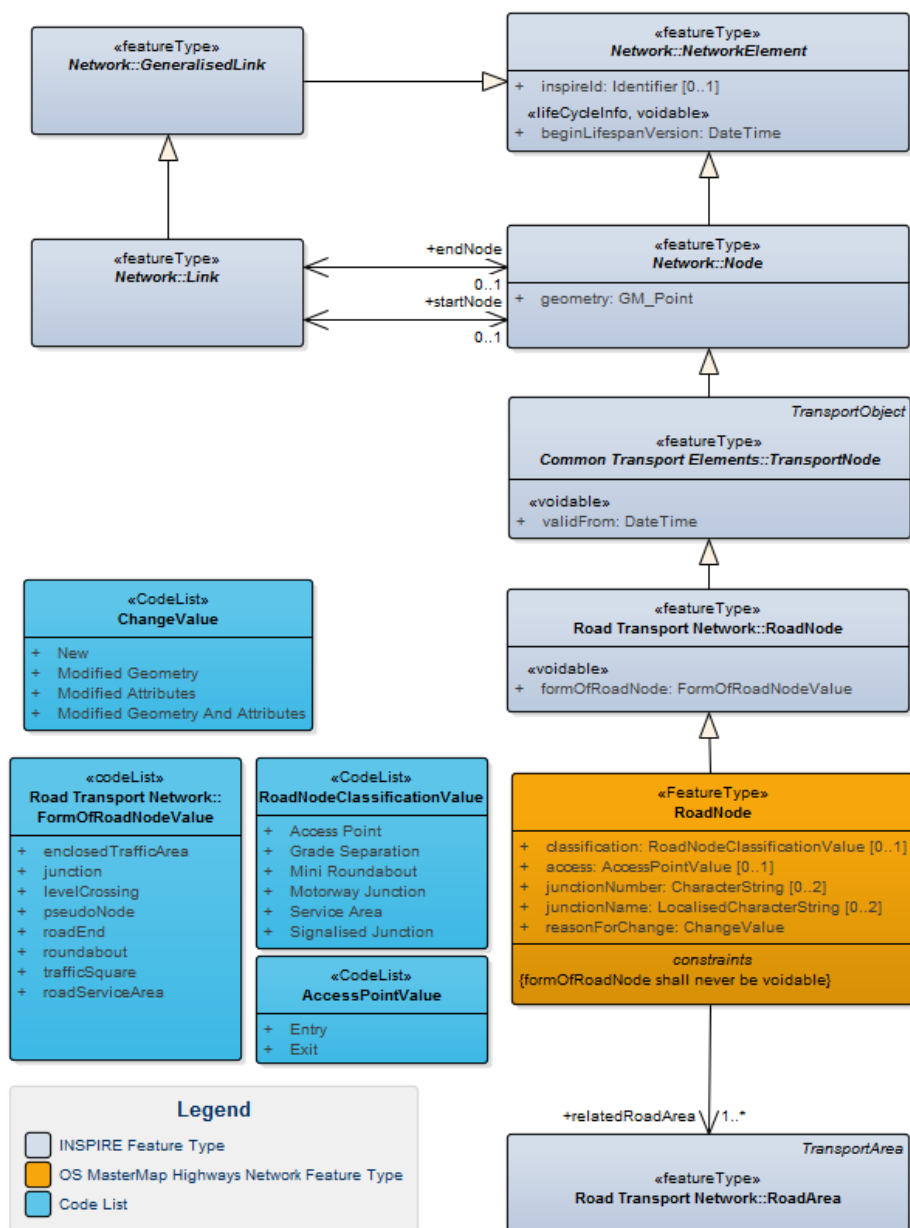 «featureType»
Network::GeneralisedLink
«featureType»
Network::NetworkElement
+ inspireId: Identifier [0..1]
«lifeCycleInfo, voidable»
+ beginLifespanVersion: DateTime
«featureType»
Network::Link
+endNode
0..1
+startNode
0..1
«featureType»
Network::Node
+ geometry: GM_Point
TransportObject
«featureType»
Common Transport Elements::TransportNode
«voidable»
+ validFrom: DateTime
«CodeList»
ChangeValue
+ New
+ Modified Geometry
+ Modified Attributes
+ Modified Geometry And Attributes
«featureType»
Road Transport Network::RoadNode
«voidable»
+ formOfRoadNode: FormOfRoadNodeValue
«codeList»
Road Transport Network::
FormOfRoadNodeValue
+ enclosedTrafficArea
+ junction
+ levelCrossing
+ pseudoNode
+ roadEnd
+ roundabout
+ trafficSquare
+ roadServiceArea
«CodeList»
RoadNodeClassificationValue
+ Access Point
+ Grade Separation
+ Mini Roundabout
+ Motorway Junction
+ Service Area
+ Signalised Junction
«CodeList»
AccessPointValue
+ Entry
+ Exit
«FeatureType»
RoadNode
+ classification: RoadNodeClassificationValue [0..1]
+ access: AccessPointValue [0..1]
+ junctionNumber: CharacterString [0..2]
+ junctionName: LocalisedCharacterString [0..2]
+ reasonForChange: ChangeValue
constraints
{formOfRoadNode shall never be voidable}
Legend
INSPIRE Feature Type
OS MasterMap Highways Network Feature Type
Code List
+relatedRoadArea
1..*
TransportArea
«featureType»
Road Transport Network::RoadArea